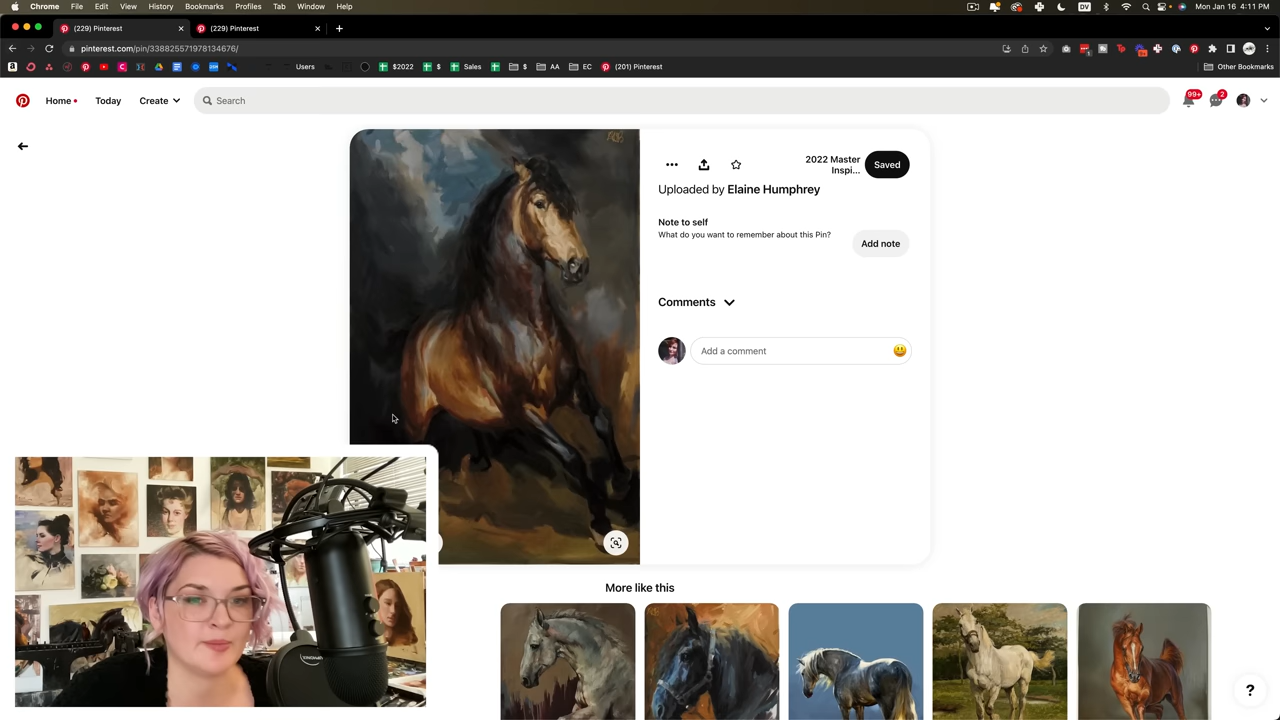 Chrome File Edit View History Bookmarks Profiles Tab Window Help
DV Mon Jan 16 4:11 PM
(229) Pinterest
(229) Pinterest
pinterest.com/pin/338825571978134676/
Users $2022 $ Sales $ AA EC (201) Pinterest Other Bookmarks
Home Today Create Search 99+ 2
2022 Master
Inspi...
Saved
Uploaded by Elaine Humphrey
Note to self
What do you want to remember about this Pin?
Add note
Comments
Add a comment
More like this
?